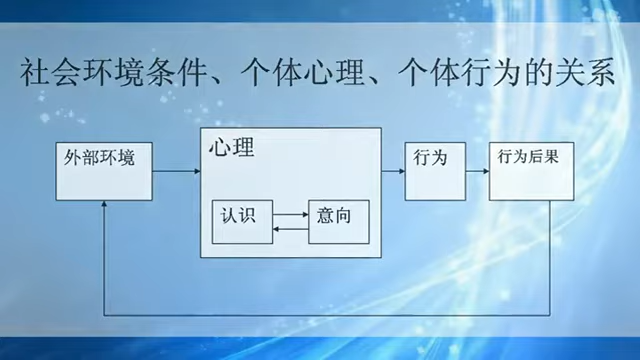 社会环境条件、个体心理、个体行为的关系
外部环境
心理
认识
意向
行为
行为后果